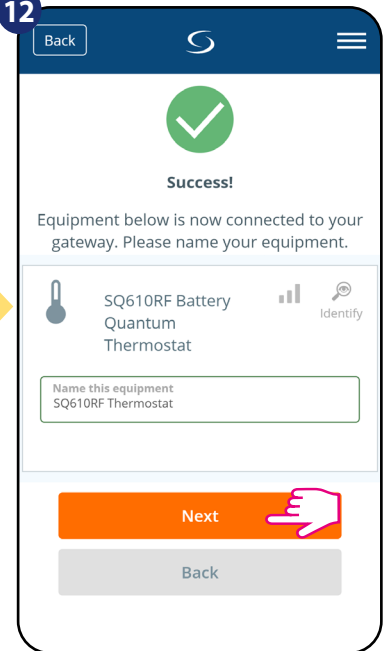 12
Back
Success!
Equipment below is now connected to your
gateway. Please name your equipment.
SQ610RF Battery
Quantum
Thermostat
Identify
Name this equipment
SQ610RF Thermostat
Next
Back